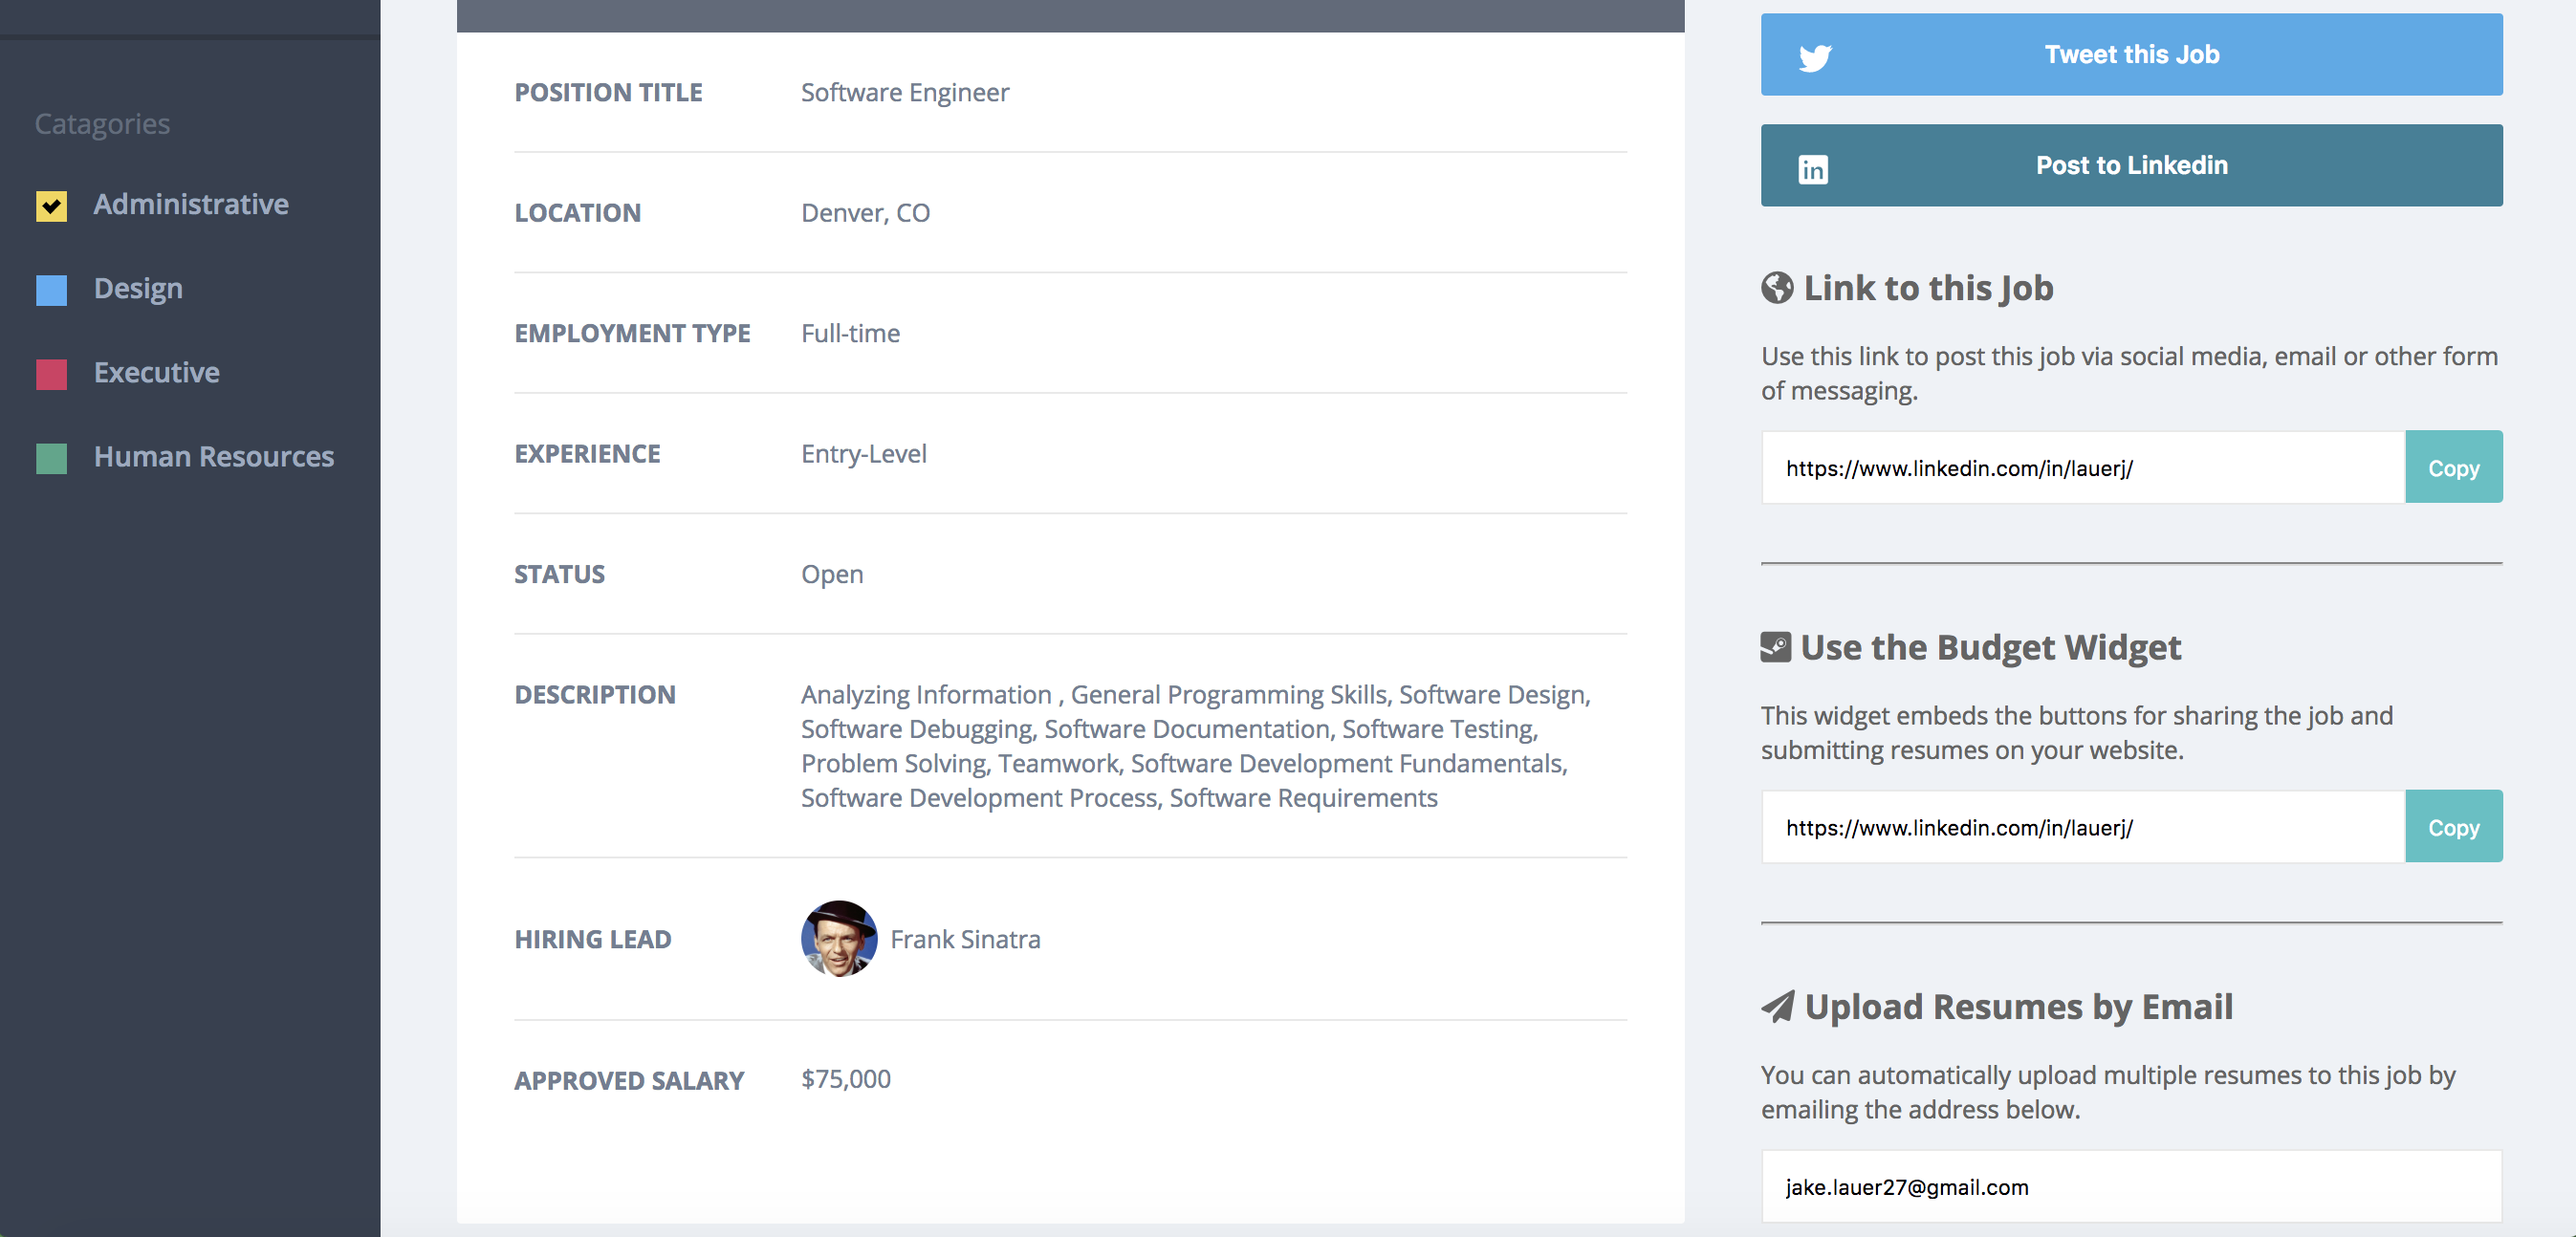 Catagories
Administrative
Design
Executive
Human Resources
POSITION TITLE Software Engineer
LOCATION Denver, CO
EMPLOYMENT TYPE Full-time
EXPERIENCE Entry-Level
STATUS Open
DESCRIPTION Analyzing Information , General Programming Skills, Software Design,
Software Debugging, Software Documentation, Software Testing,
Problem Solving, Teamwork, Software Development Fundamentals,
Software Development Process, Software Requirements
HIRING LEAD Frank Sinatra
APPROVED SALARY $75,000
Tweet this Job
in Post to Linkedin
Link to this Job
Use this link to post this job via social media, email or other form
of messaging.
https://www.linkedin.com/in/lauerj/ Copy
Use the Budget Widget
This widget embeds the buttons for sharing the job and
submitting resumes on your website.
https://www.linkedin.com/in/lauerj/ Copy
Upload Resumes by Email
You can automatically upload multiple resumes to this job by
emailing the address below.
jake.lauer27@gmail.com